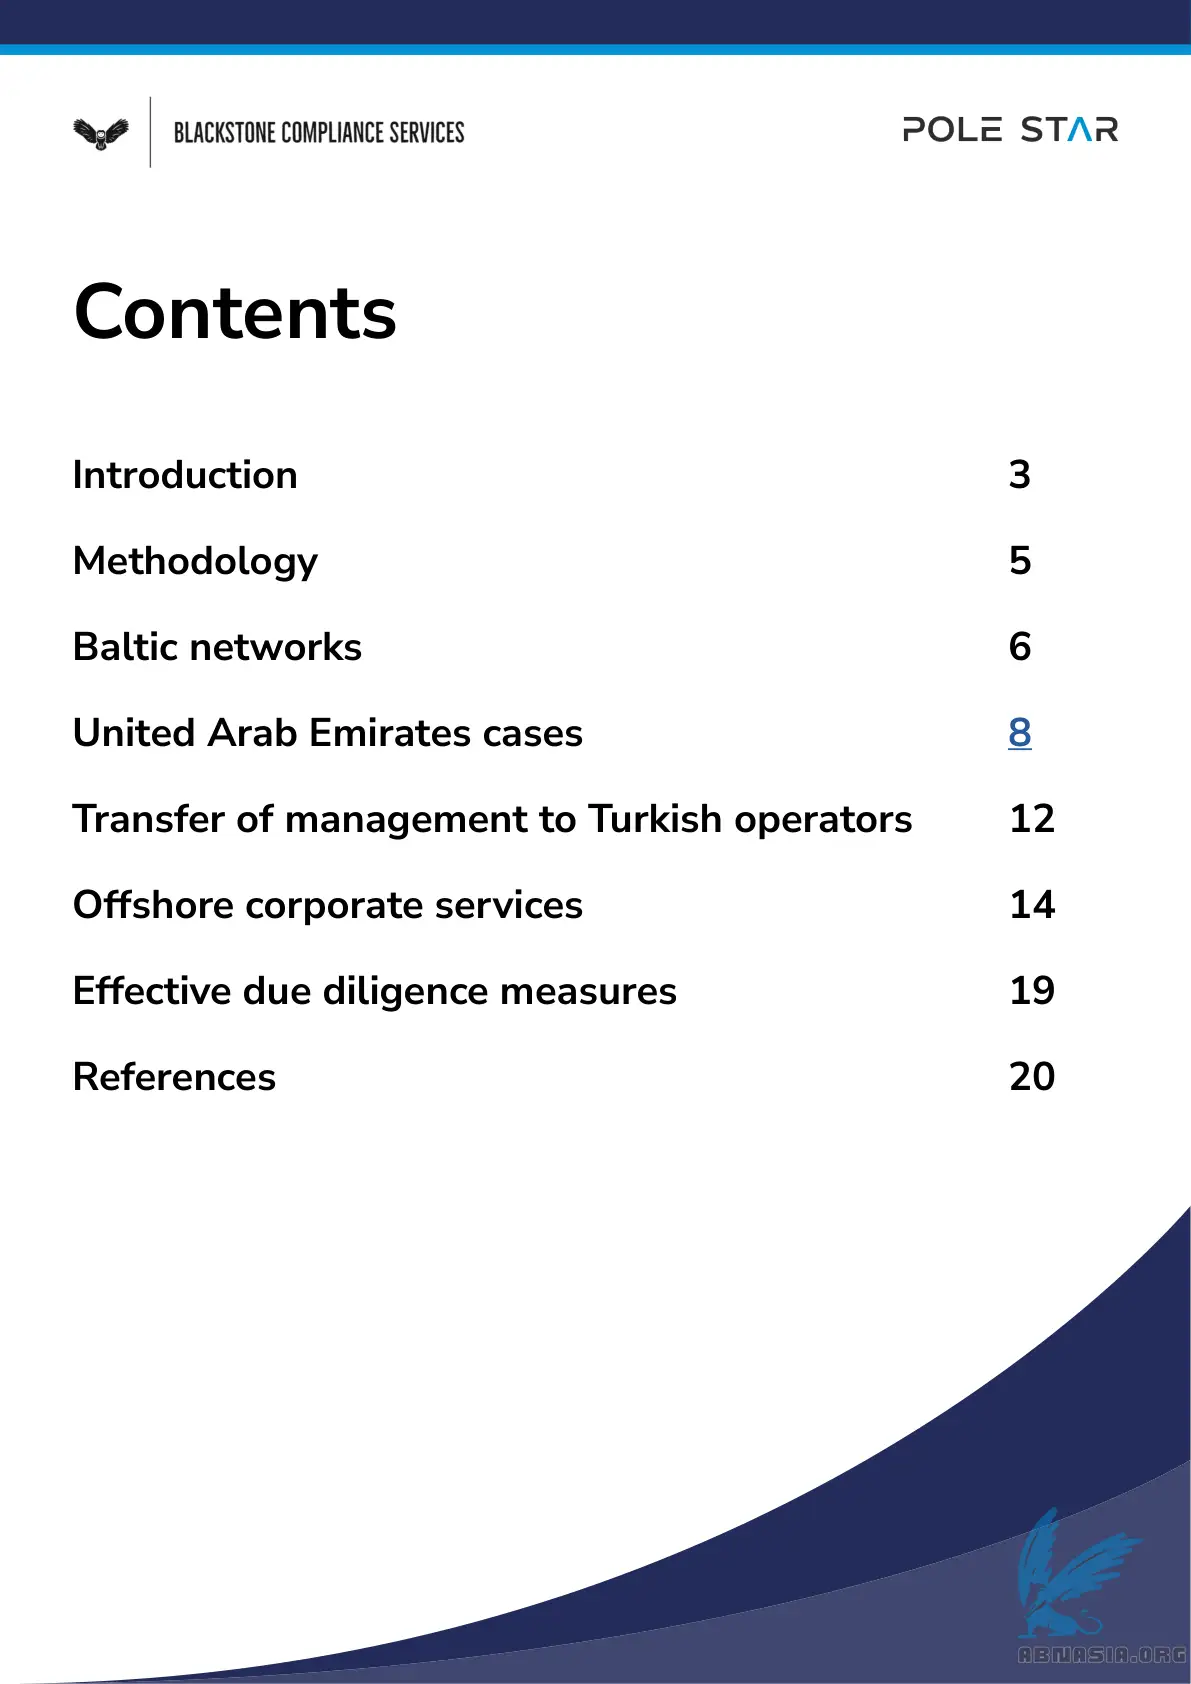 BLACKSTONE COMPLIANCE SERVICES
POLE STAR
Contents
Introduction 3
Methodology 5
Baltic networks 6
United Arab Emirates cases 8
Transfer of management to Turkish operators 12
Offshore corporate services 14
Effective due diligence measures 19
References 20
ABNASIA.ORG